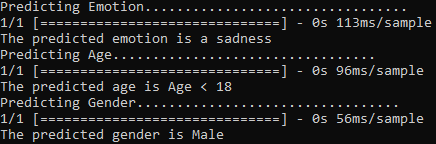 Predicting Emotion.................................
1/1 [==============================] - 0s 113ms/sample
The predicted emotion is a sadness
Predicting Age.................................
1/1 [==============================] - 0s 96ms/sample
The predicted age is Age < 18
Predicting Gender.................................
1/1 [==============================] - 0s 56ms/sample
The predicted gender is Male